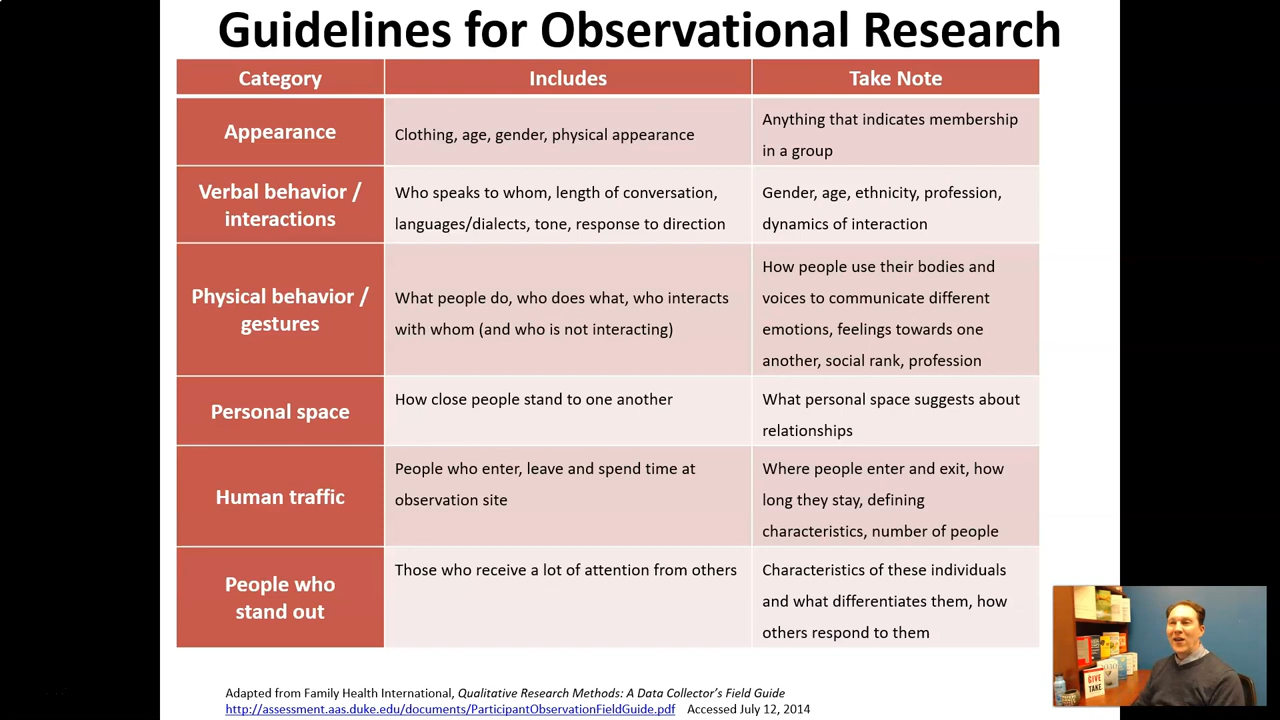 Guidelines for Observational Research
Category
Includes
Take Note
Appearance
Clothing, age, gender, physical appearance
Anything that indicates membership
in a group
Verbal behavior /
interactions
Who speaks to whom, length of conversation,
languages/dialects, tone, response to direction
Gender, age, ethnicity, profession,
dynamics of interaction
Physical behavior /
gestures
What people do, who does what, who interacts
with whom (and who is not interacting)
How people use their bodies and
voices to communicate different
emotions, feelings towards one
another, social rank, profession
Personal space
How close people stand to one another
What personal space suggests about
relationships
Human traffic
People who enter, leave and spend time at
observation site
Where people enter and exit, how
long they stay, defining
characteristics, number of people
People who
stand out
Those who receive a lot of attention from others
Characteristics of these individuals
and what differentiates them, how
others respond to them
Adapted from Family Health International, Qualitative Research Methods: A Data Collector's Field Guide
http://assessment.aas.duke.edu/documents/ParticipantObservationFieldGuide.pdf Accessed July 12, 2014
GIVE
TAKE